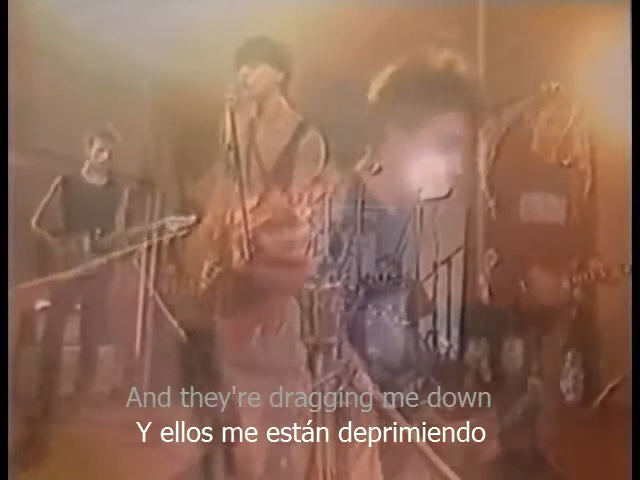 And they're dragging me down
Y ellos me están deprimiendo